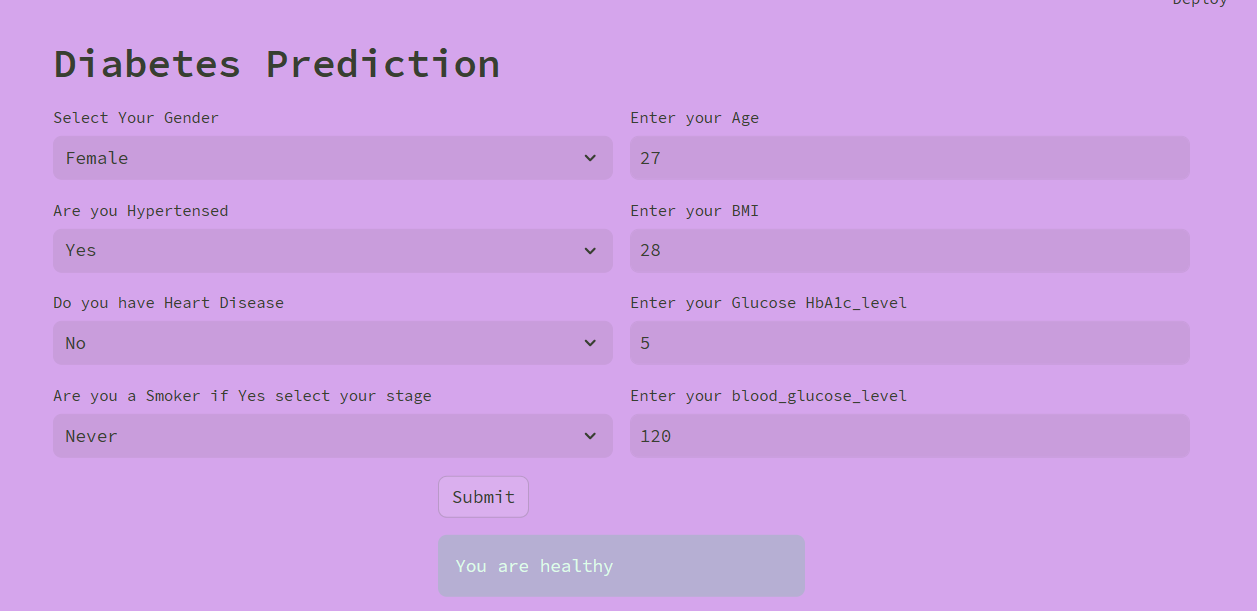 Deploy
Diabetes Prediction
Select Your Gender
Enter your Age
Female
27
Are you Hypertensed
Enter your BMI
Yes
28
Do you have Heart Disease
Enter your Glucose HbA1c_level
No
5
Are you a Smoker if Yes select your stage
Enter your blood_glucose_level
Never
120
Submit
You are healthy